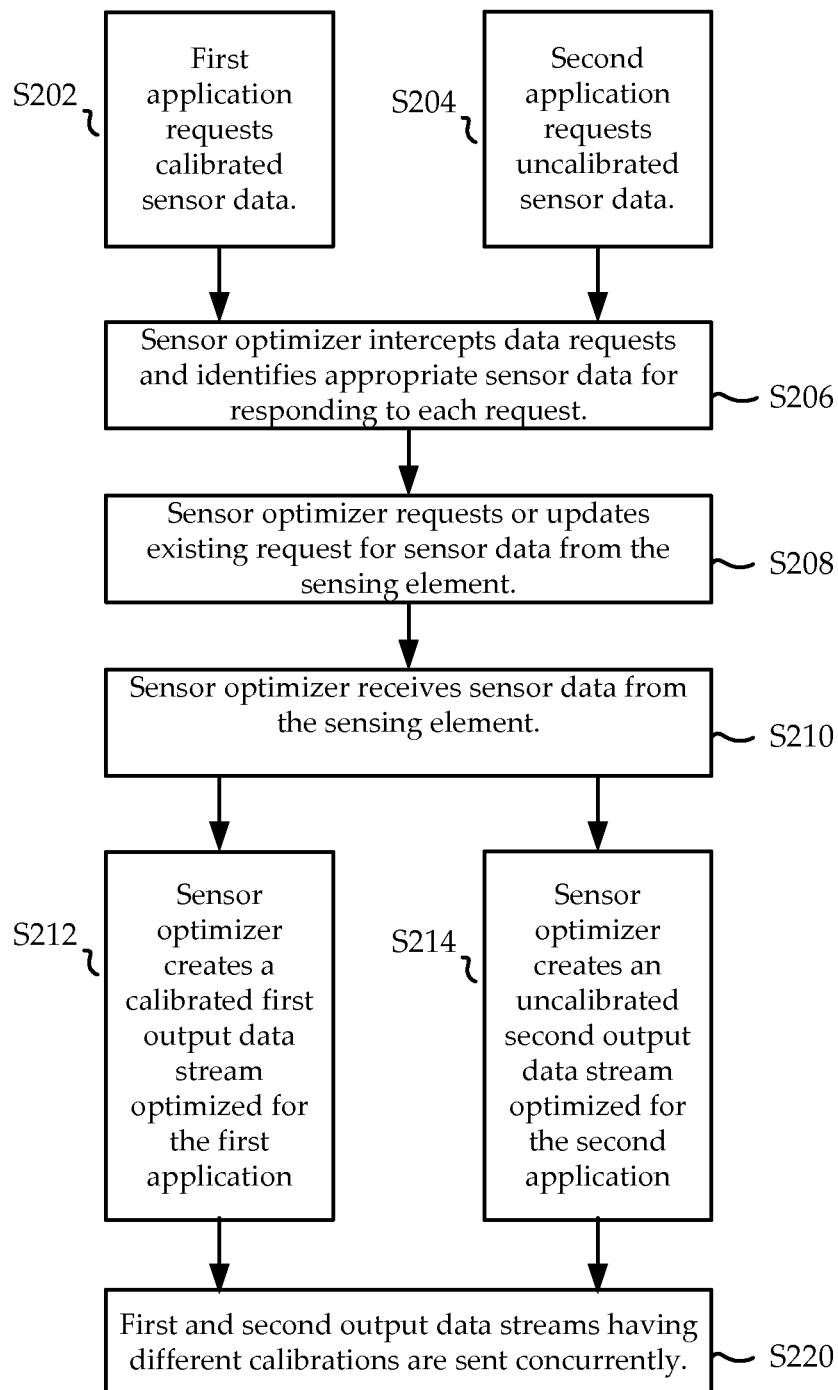 S202
First
application
requests
calibrated
sensor data.
S204
Second
application
requests
uncalibrated
sensor data.
Sensor optimizer intercepts data requests
and identifies appropriate sensor data for
responding to each request.
S206
Sensor optimizer requests or updates
existing request for sensor data from the
sensing element.
S208
Sensor optimizer receives sensor data from
the sensing element.
S210
S212
Sensor
optimizer
creates a
calibrated first
output data
stream
optimized for
the first
application
S214
Sensor
optimizer
creates an
uncalibrated
second output
data stream
optimized for
the second
application
First and second output data streams having
different calibrations are sent concurrently.
S220